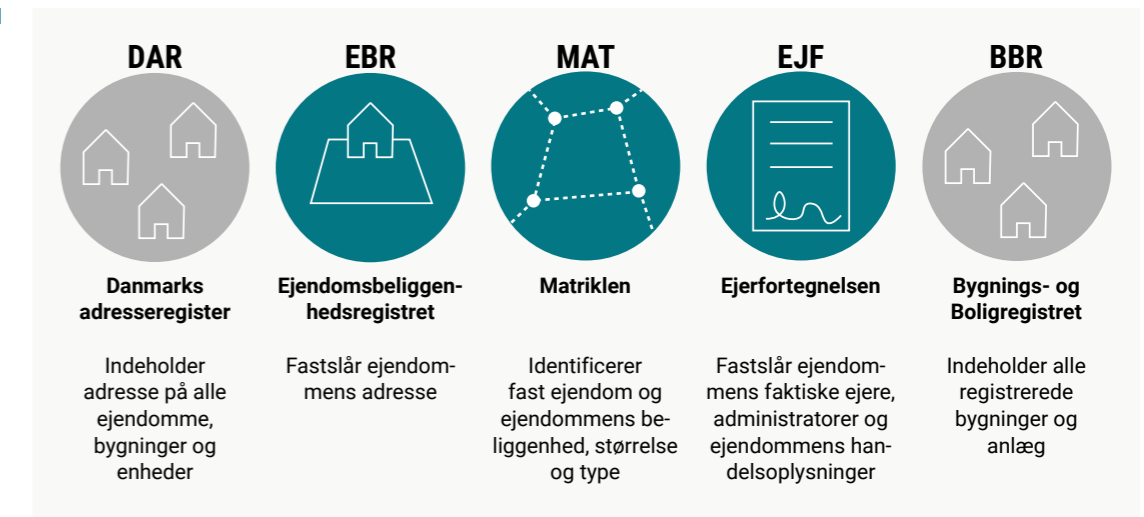 DAR
Danmarks
adresseregister
Indeholder
adresse på alle
ejendomme,
bygninger og
enheder
EBR
Ejendomsbeliggen-
hedsregistret
Fastslår ejendom-
mens adresse
MAT
Matriklen
Identificerer
fast ejendom og
ejendommens be-
liggenhed, størrelse
og type
EJF
Ejerfortegnelsen
Fastslår ejendom-
mens faktiske ejere,
administratorer og
ejendommens han-
delsoplysninger
BBR
Bygnings- og
Boligregistret
Indeholder alle
registrerede
bygninger og
anlæg